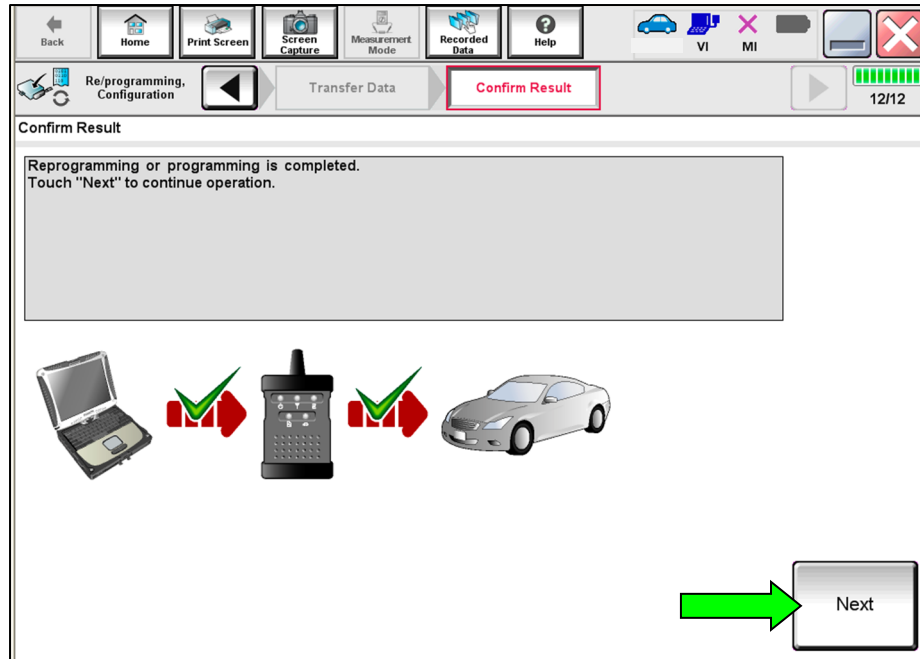 Back
Home
Print Screen
Screen
Capture
Measurement
Mode
Recorded
Data
Help
VI
MI
Re/programming,
Configuration
Transfer Data
Confirm Result
12/12
Confirm Result
Reprogramming or programming is completed.
Touch "Next" to continue operation.
Next